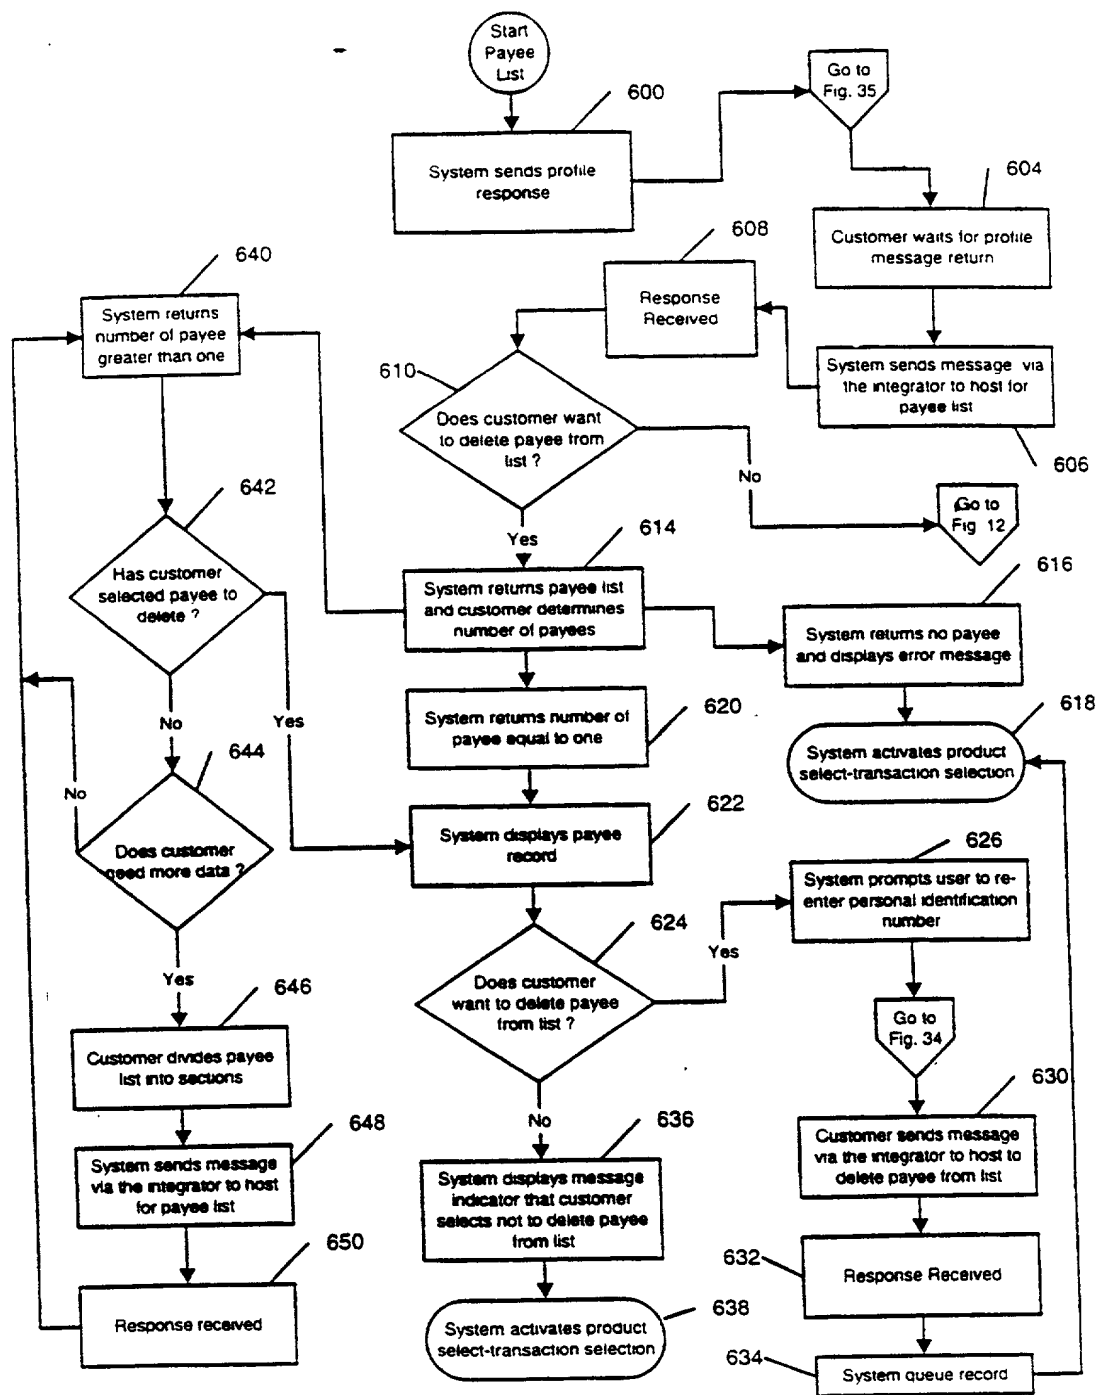 Start
Payee
List
600
Go to
Fig. 35
System sends profile
response
604
Customer waits for profile
message return
608
Response
Received
640
System returns
number of payee
greater than one
System sends message via
the integrator to host for
payee list
606
610
Does customer want
to delete payee from
list ?
No
Go to
Fig 12
Yes
642
614
Has customer
selected payee to
delete ?
System returns payee list
and customer determines
number of payees
616
System returns no payee
and displays error message
No
Yes
System returns number of
payee equal to one
620
618
System activates product
select-transaction selection
644
No
Does customer
need more data ?
622
System displays payee
record
626
System prompts user to re-
enter personal identification
number
624
Yes
Does customer
want to delete payee
from list ?
Yes
646
Go to
Fig. 34
Customer divides payee
list into sections
No
630
Customer sends message
via the integrator to host to
delete payee from list
648
System sends message
via the integrator to host
for payee list
636
System displays message
indicator that customer
selects not to delete payee
from list
650
Response received
632
Response Received
638
System activates product
select-transaction selection
634
System queue record